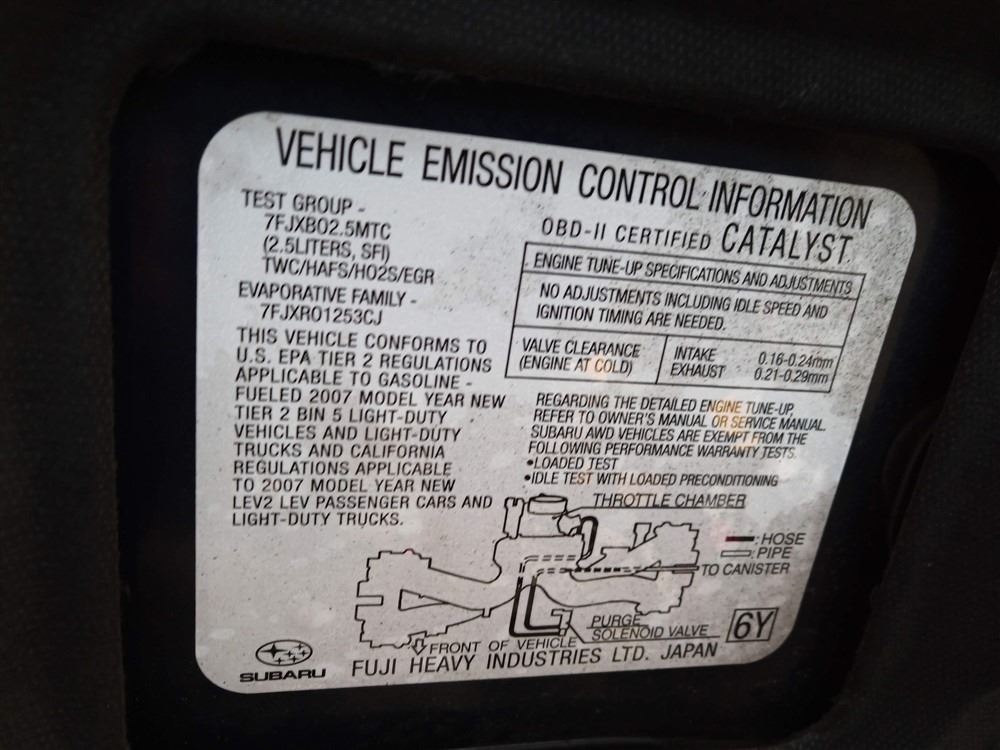 VEHICLE EMISSION CONTROL INFORMATION
TEST GROUP -
7FJXB02.5MTC
(2.5LITERS, SFI)
TWC/HAFS/HO2S/EGR
EVAPORATIVE FAMILY -
7FJXR01253CJ
THIS VEHICLE CONFORMS TO
U.S. EPA TIER 2 REGULATIONS
APPLICABLE TO GASOLINE -
FUELED 2007 MODEL YEAR NEW
TIER 2 BIN 5 LIGHT-DUTY
VEHICLES AND LIGHT-DUTY
TRUCKS AND CALIFORNIA
REGULATIONS APPLICABLE
TO 2007 MODEL YEAR NEW
LEV2 LEV PASSENGER CARS AND
LIGHT-DUTY TRUCKS.
OBD-II CERTIFIED CATALYST
ENGINE TUNE-UP SPECIFICATIONS AND ADJUSTMENTS
NO ADJUSTMENTS INCLUDING IDLE SPEED AND
IGNITION TIMING ARE NEEDED.
VALVE CLEARANCE
(ENGINE AT COLD)
INTAKE 0.16-0.24mm
EXHAUST 0.21-0.29mm
REGARDING THE DETAILED ENGINE TUNE-UP,
REFER TO OWNER'S MANUAL OR SERVICE MANUAL.
SUBARU AWD VEHICLES ARE EXEMPT FROM THE
FOLLOWING PERFORMANCE WARRANTY TESTS.
•LOADED TEST
•IDLE TEST WITH LOADED PRECONDITIONING
THROTTLE CHAMBER
:HOSE
:PIPE
TO CANISTER
PURGE
SOLENOID VALVE
6Y
FRONT OF VEHICLE
SUBARU
FUJI HEAVY INDUSTRIES LTD. JAPAN